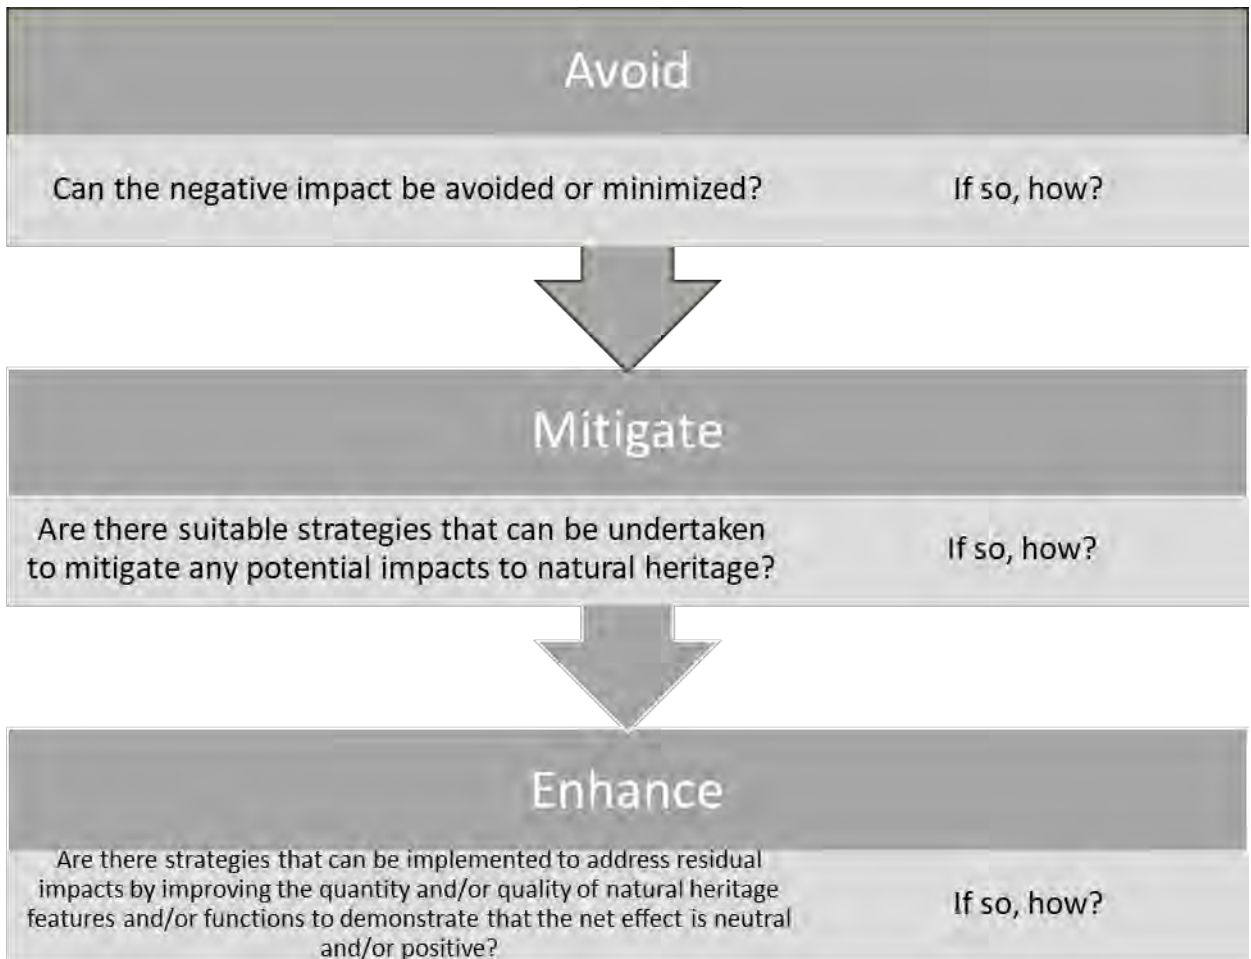 Avoid
Can the negative impact be avoided or minimized?
If so, how?
Mitigate
Are there suitable strategies that can be undertaken
to mitigate any potential impacts to natural heritage?
If so, how?
Enhance
Are there strategies that can be implemented to address residual
impacts by improving the quantity and/or quality of natural heritage
features and/or functions to demonstrate that the net effect is neutral
and/or positive?
If so, how?